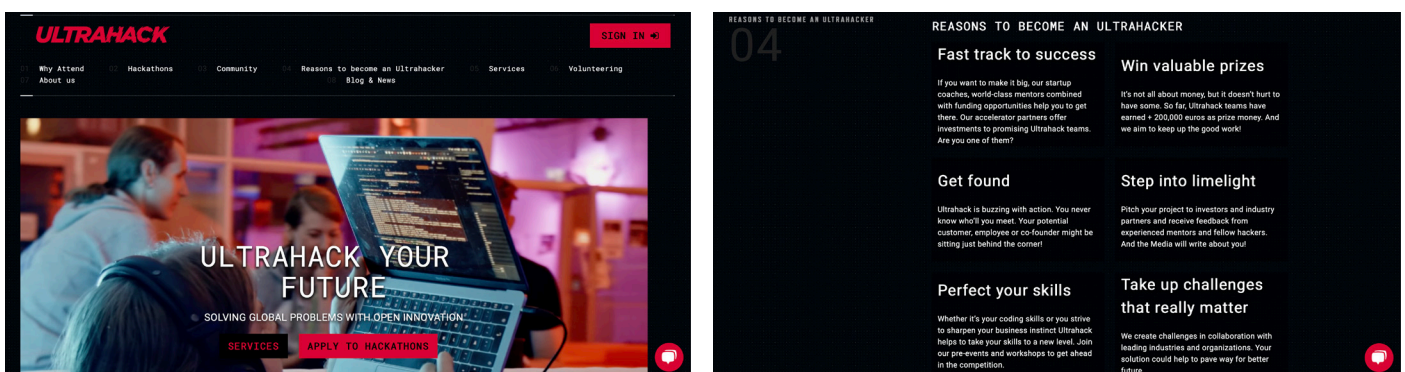 ULTRAHACK
SIGN IN
01 Why Attend 02 Hackathons 03 Community 04 Reasons to become an Ultrahacker 05 Services 06 Volunteering
07 About us 08 Blog & News
ULTRAHACK YOUR
FUTURE
SOLVING GLOBAL PROBLEMS WITH OPEN INNOVATION
SERVICES
APPLY TO HACKATHONS
REASONS TO BECOME AN ULTRAHACKER
04
REASONS TO BECOME AN ULTRAHACKER
Fast track to success
If you want to make it big, our startup
coaches, world-class mentors combined
with funding opportunities help you to get
there. Our accelerator partners offer
investments to promising Ultrahack teams.
Are you one of them?
Win valuable prizes
It's not all about money, but it doesn't hurt to
have some. So far, Ultrahack teams have
earned + 200,000 euros as prize money. And
we aim to keep up the good work!
Get found
Ultrahack is buzzing with action. You never
know who'll you meet. Your potential
customer, employee or co-founder might be
sitting just behind the corner!
Step into limelight
Pitch your project to investors and industry
partners and receive feedback from
experienced mentors and fellow hackers.
And the Media will write about you!
Perfect your skills
Whether it's your coding skills or you strive
to sharpen your business instinct Ultrahack
helps to take your skills to a new level. Join
our pre-events and workshops to get ahead
in the competition.
Take up challenges
that really matter
We create challenges in collaboration with
leading industries and organizations. Your
solution could help to pave way for better
future.